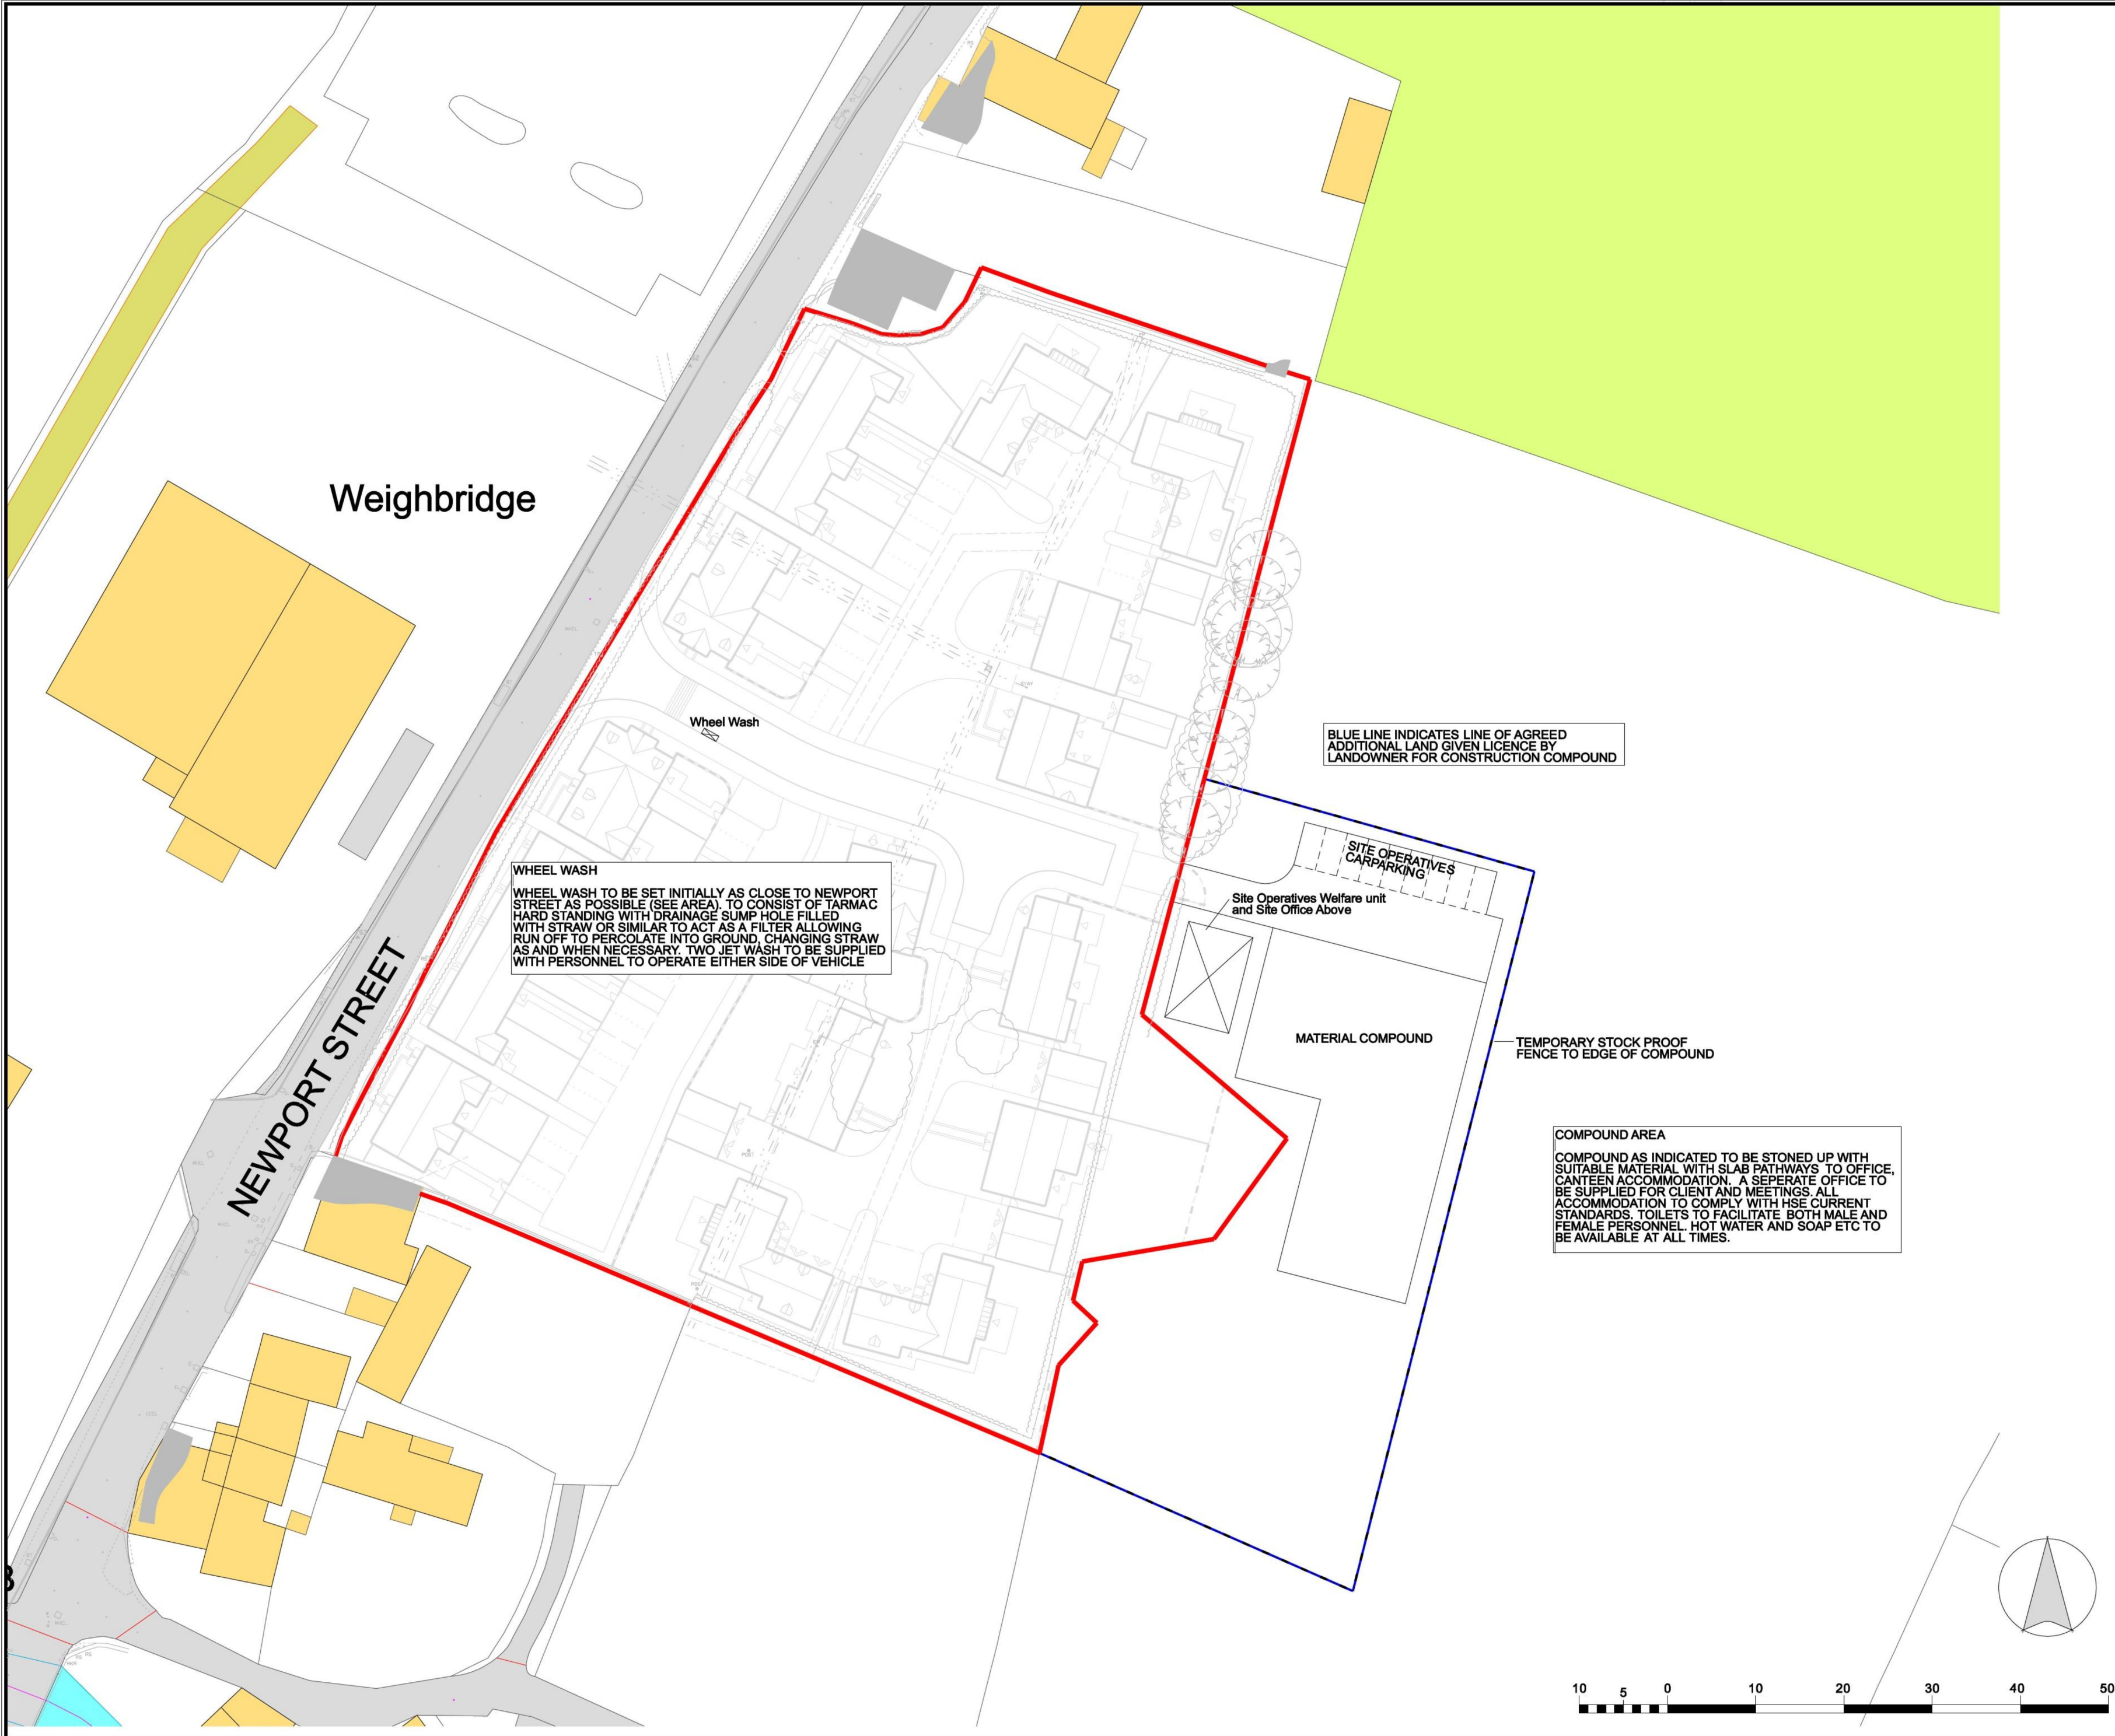 Weighbridge
Wheel Wash
BLUE LINE INDICATES LINE OF AGREED
ADDITIONAL LAND GIVEN LICENCE BY
LANDOWNER FOR CONSTRUCTION COMPOUND
SITE OPERATIVES
CARPARKING
WHEEL WASH
WHEEL WASH TO BE SET INITIALLY AS CLOSE TO NEWPORT
STREET AS POSSIBLE (SEE AREA). TO CONSIST OF TARMAC
HARD STANDING WITH DRAINAGE SUMP HOLE FILLED
WITH STRAW OR SIMILAR TO ACT AS A FILTER ALLOWING
RUN OFF TO PERCOLATE INTO GROUND, CHANGING STRAW
AS AND WHEN NECESSARY. TWO JET WASH TO BE SUPPLIED
WITH PERSONNEL TO OPERATE EITHER SIDE OF VEHICLE
Site Operatives Welfare unit
and Site Office Above
NEWPORT STREET
MATERIAL COMPOUND
TEMPORARY STOCK PROOF
FENCE TO EDGE OF COMPOUND
COMPOUND AREA
COMPOUND AS INDICATED TO BE STONED UP WITH
SUITABLE MATERIAL WITH SLAB PATHWAYS TO OFFICE,
CANTEEN ACCOMMODATION. A SEPERATE OFFICE TO
BE SUPPLIED FOR CLIENT AND MEETINGS. ALL
ACCOMMODATION TO COMPLY WITH HSE CURRENT
STANDARDS. TOILETS TO FACILITATE BOTH MALE AND
FEMALE PERSONNEL. HOT WATER AND SOAP ETC TO
BE AVAILABLE AT ALL TIMES.
10 5 0 10 20 30 40 50